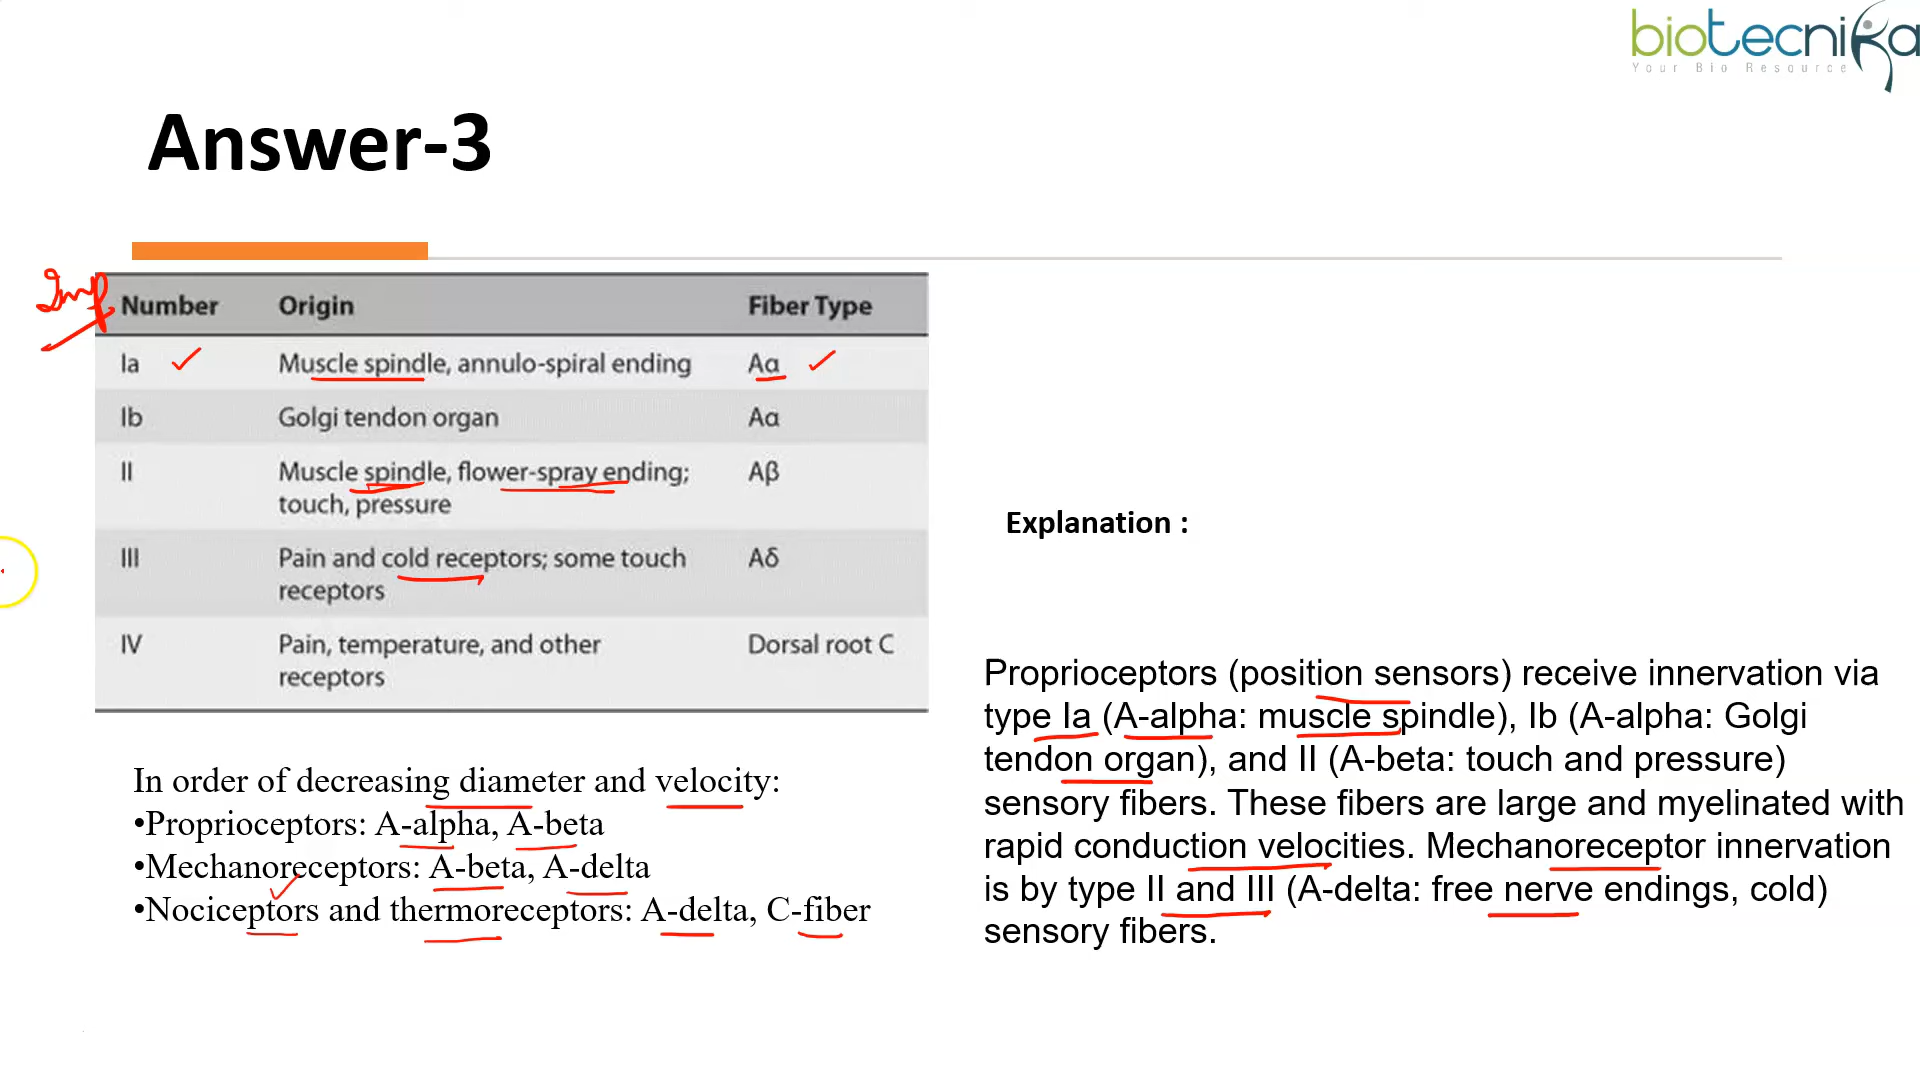 biotecnika
Your Bio Resource
Answer-3
Imp
Number Origin Fiber Type
Ia Muscle spindle, annulo-spiral ending Aα
Ib Golgi tendon organ Aα
II Muscle spindle, flower-spray ending; Aβ
touch, pressure
III Pain and cold receptors; some touch Aδ
receptors
IV Pain, temperature, and other Dorsal root C
receptors
In order of decreasing diameter and velocity:
•Proprioceptors: A-alpha, A-beta
•Mechanoreceptors: A-beta, A-delta
•Nociceptors and thermoreceptors: A-delta, C-fiber
Explanation :
Proprioceptors (position sensors) receive innervation via
type Ia (A-alpha: muscle spindle), Ib (A-alpha: Golgi
tendon organ), and II (A-beta: touch and pressure)
sensory fibers. These fibers are large and myelinated with
rapid conduction velocities. Mechanoreceptor innervation
is by type II and III (A-delta: free nerve endings, cold)
sensory fibers.